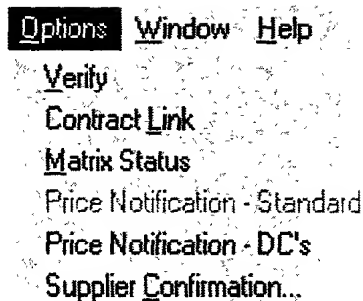 Options Window Help
Verify
Contract Link
Matrix Status
Price Notification - Standard
Price Notification - DC's
Supplier Confirmation...